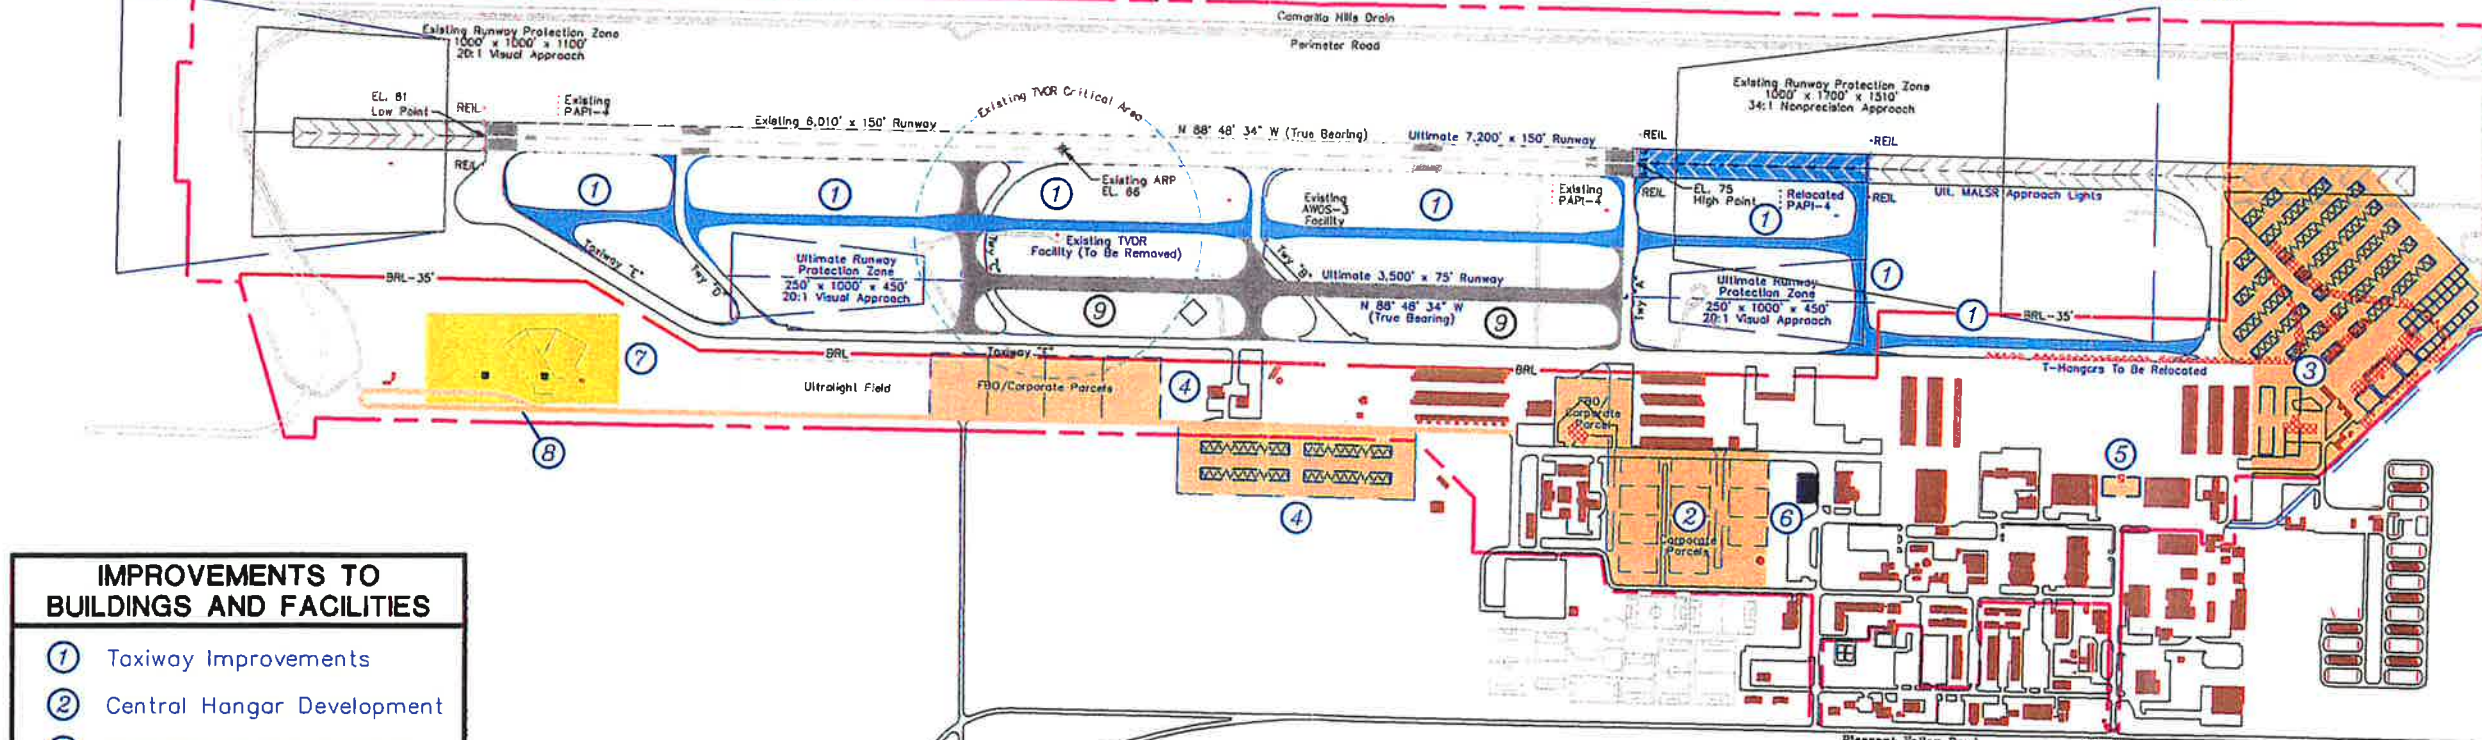 Camarillo Hills Drain
Perimeter Road
Existing Runway Protection Zone
1000' x 1000' x 1100'
20:1 Visual Approach
Existing Runway Protection Zone
1000' x 1700' x 1510'
34:1 Nonprecision Approach
EL. 61
Low Point
REIL
Existing
PAPI-4
REIL
Existing 6,010' x 150' Runway
Existing TVOR Critical Area
N 88° 48' 34" W (True Bearing)
Ultimate 7,200' x 150' Runway
REIL
REIL
Existing ARP
EL. 66
Existing
AWOS-3
Facility
Existing
PAPI-4
REIL
EL. 75
High Point
Relocated
PAPI-4
REIL
Ult. MALSR Approach Lights
1
1
1
1
1
1
1
Taxiway "E"
Twy "D"
Twy "C"
Twy "B"
Twy "A"
Existing TVOR
Facility (To Be Removed)
Ultimate Runway
Protection Zone
250' x 1000' x 450'
20:1 Visual Approach
Ultimate 3,500' x 75' Runway
N 88° 48' 34" W
(True Bearing)
Ultimate Runway
Protection Zone
250' x 1000' x 450'
20:1 Visual Approach
9
9
BRL-35'
BRL-35'
BRL
BRL
7
Ultralight Field
FBO/Corporate Parcels
4
FBO/
Corporate
Parcel
T-Hangars To Be Relocated
3
8
4
2
Corporate
Parcels
6
5
IMPROVEMENTS TO
BUILDINGS AND FACILITIES
1 Taxiway Improvements
2 Central Hangar Development